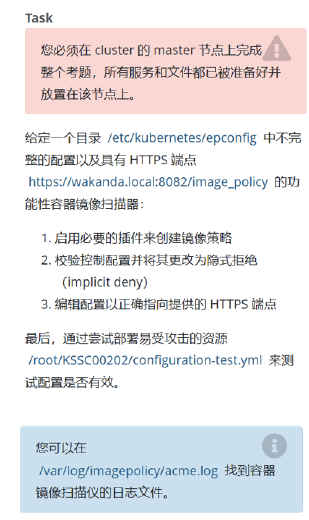 Task
您必须在 cluster 的 master 节点上完成
整个考题，所有服务和文件都已被准备好并
放置在该节点上。
给定一个目录 /etc/kubernetes/epconfig 中不完
整的配置以及具有 HTTPS 端点
https://wakanda.local:8082/image_policy 的功
能性容器镜像扫描器：
1. 启用必要的插件来创建镜像策略
2. 校验控制配置并将其更改为隐式拒绝
（implicit deny）
3. 编辑配置以正确指向提供的 HTTPS 端点
最后，通过尝试部署易受攻击的资源
/root/KSSC00202/configuration-test.yml 来测
试配置是否有效。
您可以在
/var/log/imagepolicy/acme.log 找到容器
镜像扫描仪的日志文件。